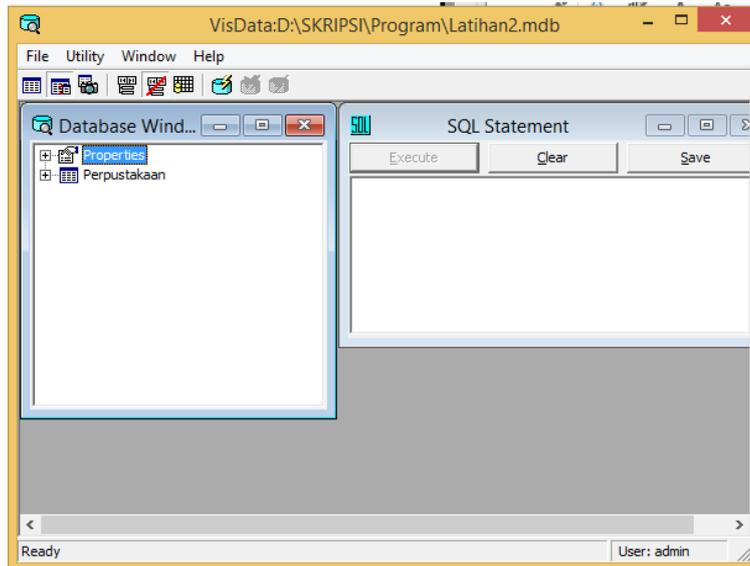 VisData:D:\SKRIPSI\Program\Latihan2.mdb
File Utility Window Help
Database Wind...
Properties
Perpustakaan
SQL SQL Statement
Execute Clear Save
Ready User: admin